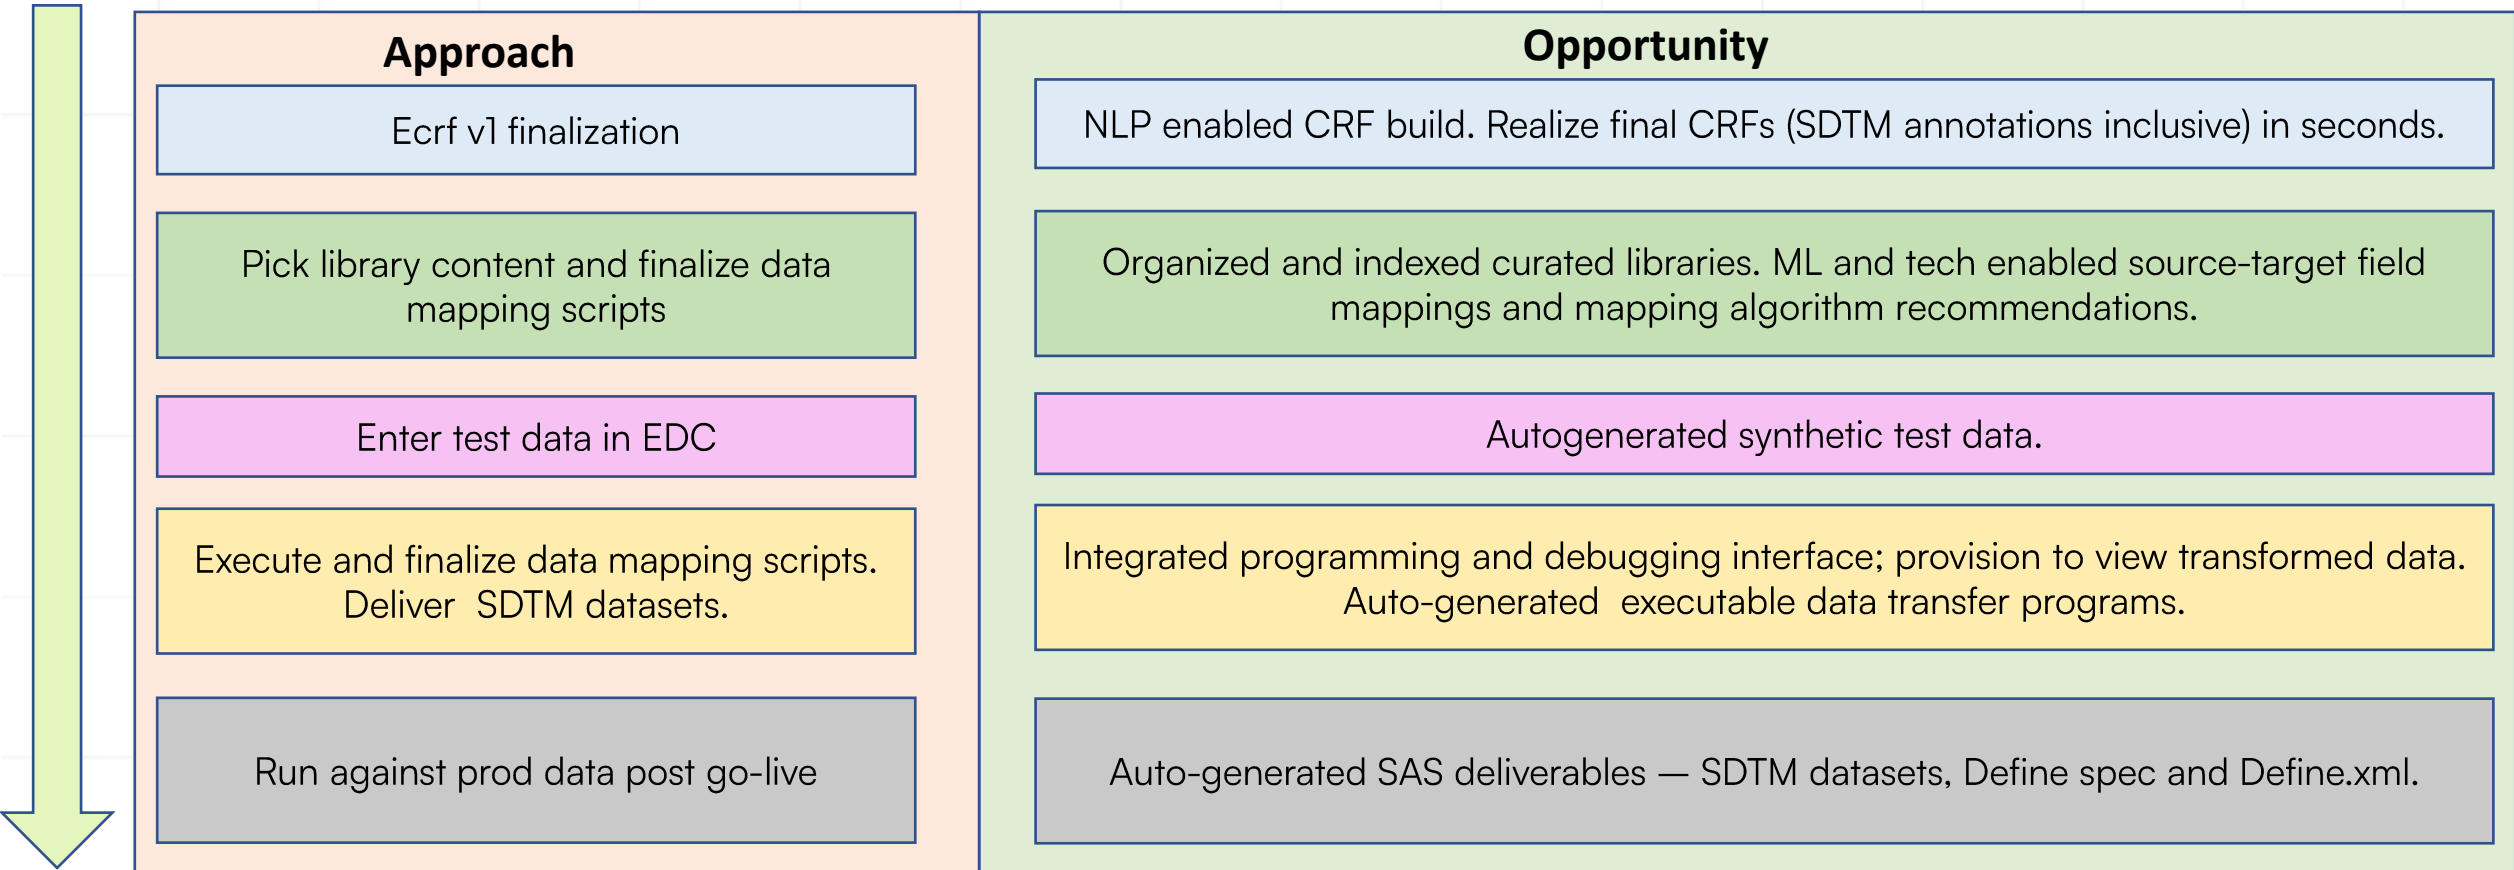 Approach
Opportunity
Ecrf v1 finalization
NLP enabled CRF build. Realize final CRFs (SDTM annotations inclusive) in seconds.
Pick library content and finalize data
mapping scripts
Organized and indexed curated libraries. ML and tech enabled source-target field
mappings and mapping algorithm recommendations.
Enter test data in EDC
Autogenerated synthetic test data.
Execute and finalize data mapping scripts.
Deliver  SDTM datasets.
Integrated programming and debugging interface; provision to view transformed data.
Auto-generated  executable data transfer programs.
Run against prod data post go-live
Auto-generated SAS deliverables — SDTM datasets, Define spec and Define.xml.